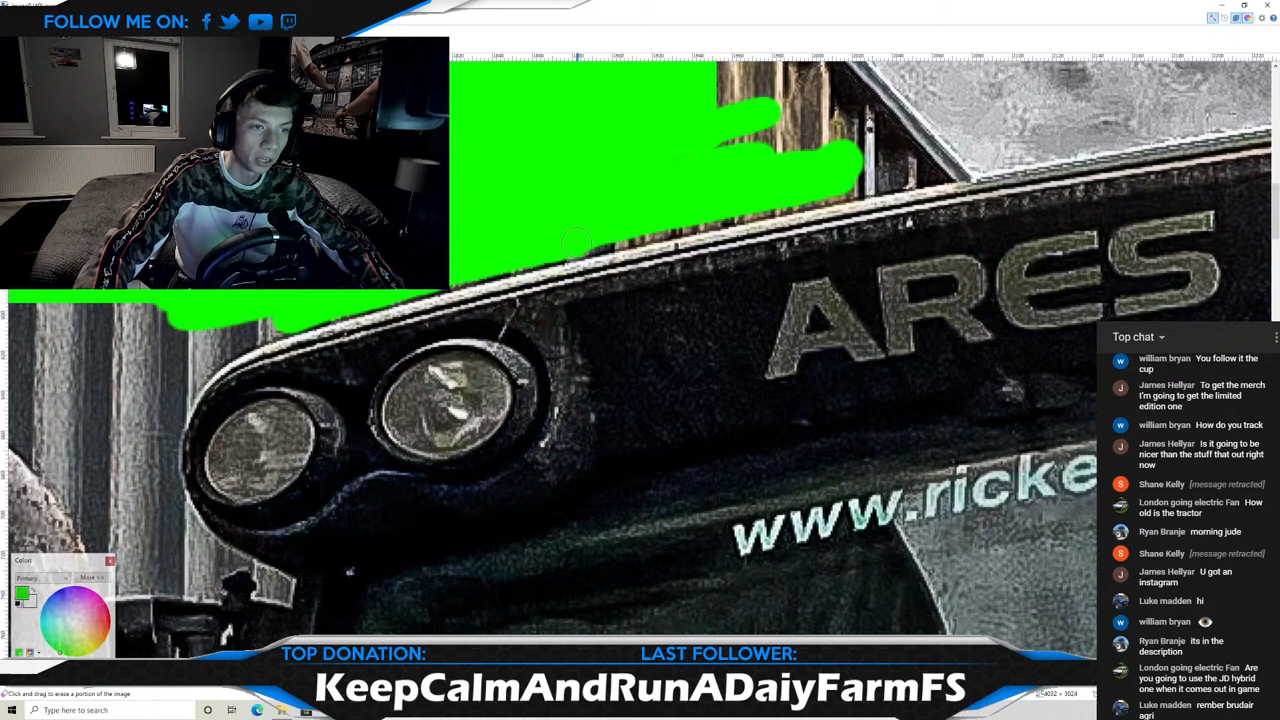 FOLLOW ME ON:
ARES
www.ricke
Top chat
william bryan You follow it the
cup
James Hellyar To get the merch
I'm going to get the limited
edition one
william bryan How do you track
James Hellyar Is it going to be
nicer than the stuff that out right
now
Shane Kelly [message retracted]
London going electric Fan How
old is the tractor
Ryan Branje morning jude
Shane Kelly [message retracted]
James Hellyar U got an
instagram
Luke madden hi
william bryan 👁
Ryan Branje its in the
description
London going electric Fan Are
you going to use the JD hybrid
one when it comes out in game
Luke madden rember brudair
agri
Colors
Primary
More >>
TOP DONATION:
LAST FOLLOWER:
KeepCalmAndRunADaiyFarmFS
Click and drag to erase a portion of the image
4032 × 3024
Type here to search